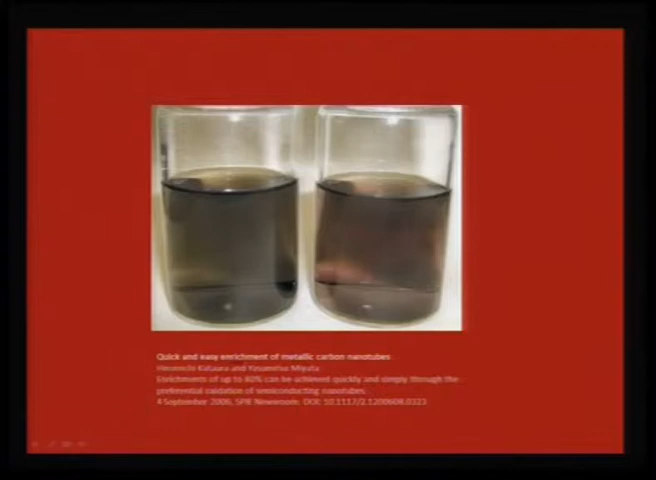 Quick and easy enrichment of metallic carbon nanotubes
Hiromichi Kataura and Yasumitsu Miyata
Enrichments of up to 80% can be achieved quickly and simply through the
preferential oxidation of semiconducting nanotubes.
4 September 2006, SPIE Newsroom. DOI: 10.1117/2.1200608.0323